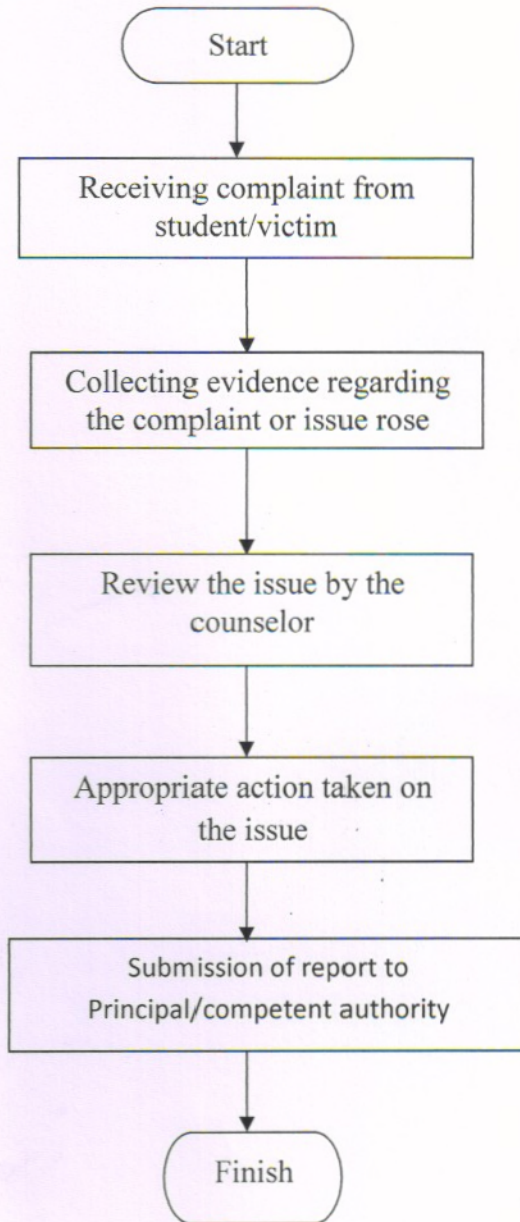 Start
Receiving complaint from
student/victim
Collecting evidence regarding
the complaint or issue rose
Review the issue by the
counselor
Appropriate action taken on
the issue
Submission of report to
Principal/competent authority
Finish